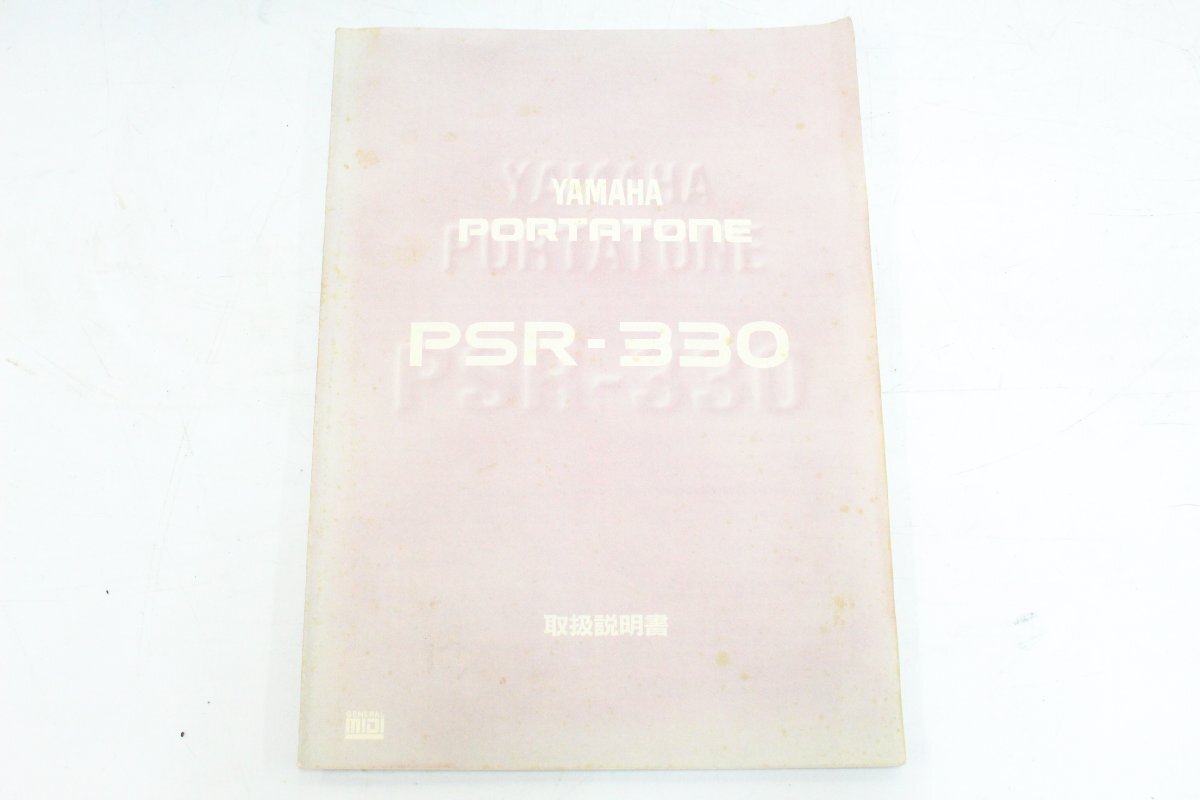 YAMAHA
PORTATONE
PSR-330
取扱説明書
GENERAL
MIDI